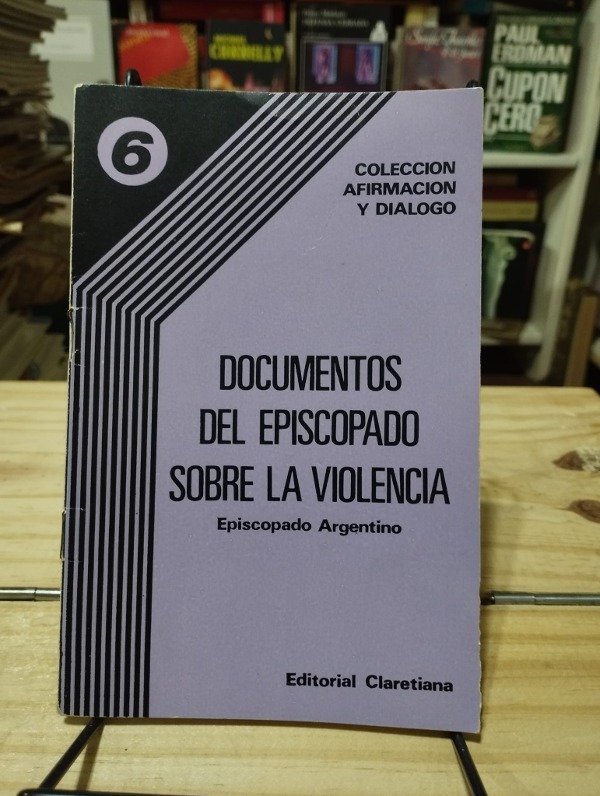 6
COLECCION
AFIRMACION
Y DIALOGO
DOCUMENTOS
DEL EPISCOPADO
SOBRE LA VIOLENCIA
Episcopado Argentino
Editorial Claretiana
PAUL
ERDMAN
CUPON
CERO